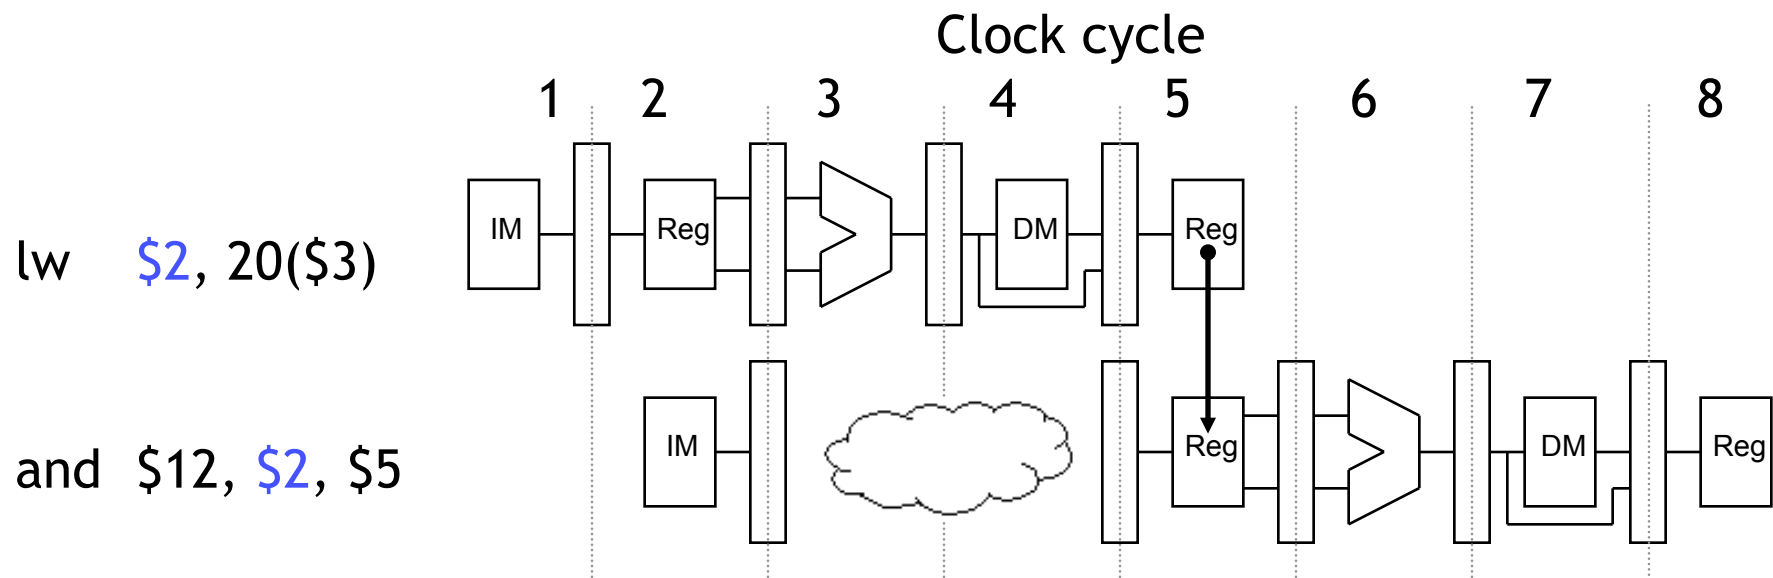 Clock cycle
1 2 3 4 5 6 7 8
IM Reg DM Reg
lw $2, 20($3)
IM Reg DM Reg
and $12, $2, $5